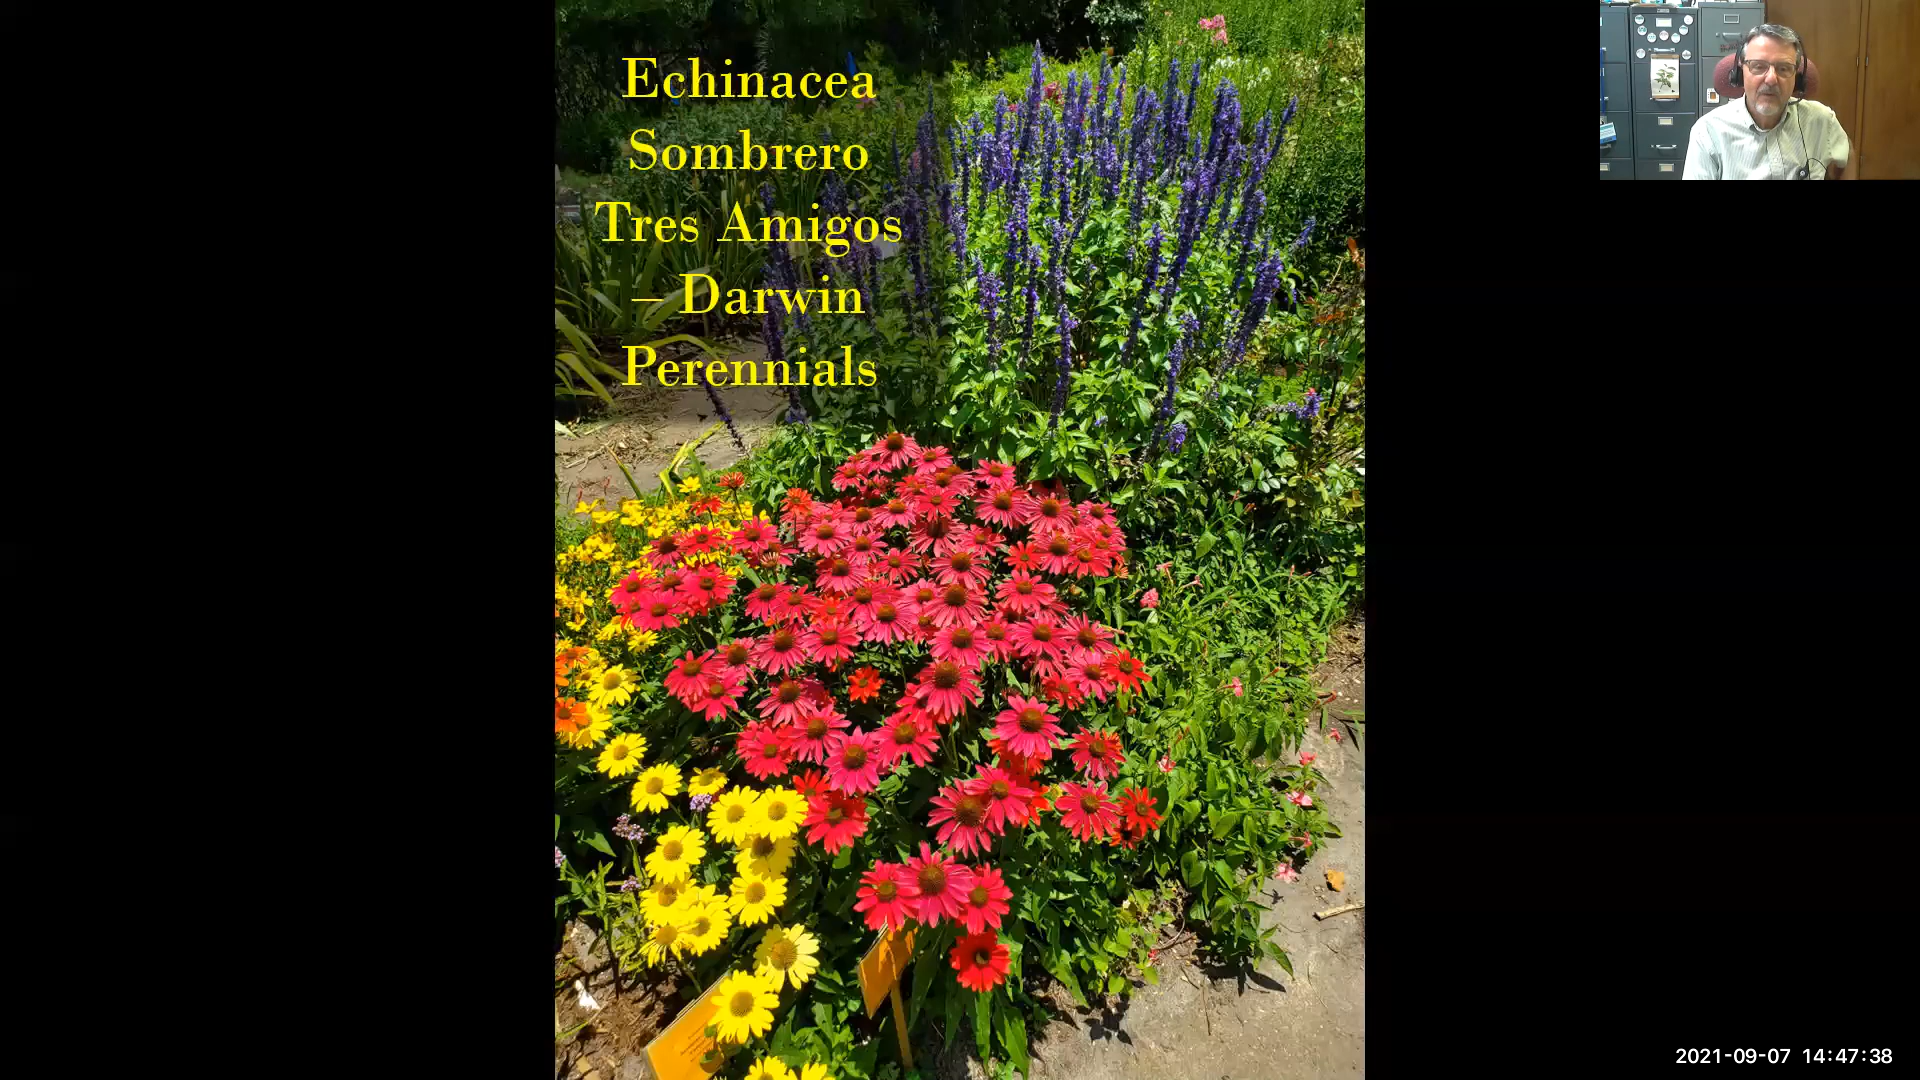 Echinacea
Sombrero
Tres Amigos
– Darwin
Perennials
2021-09-07 14:47:38